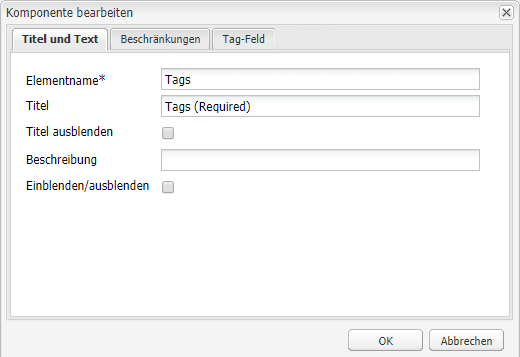 Komponente bearbeiten
Titel und Text Beschränkungen Tag-Feld
Elementname* Tags
Titel Tags (Required)
Titel ausblenden
Beschreibung
Einblenden/ausblenden
OK Abbrechen